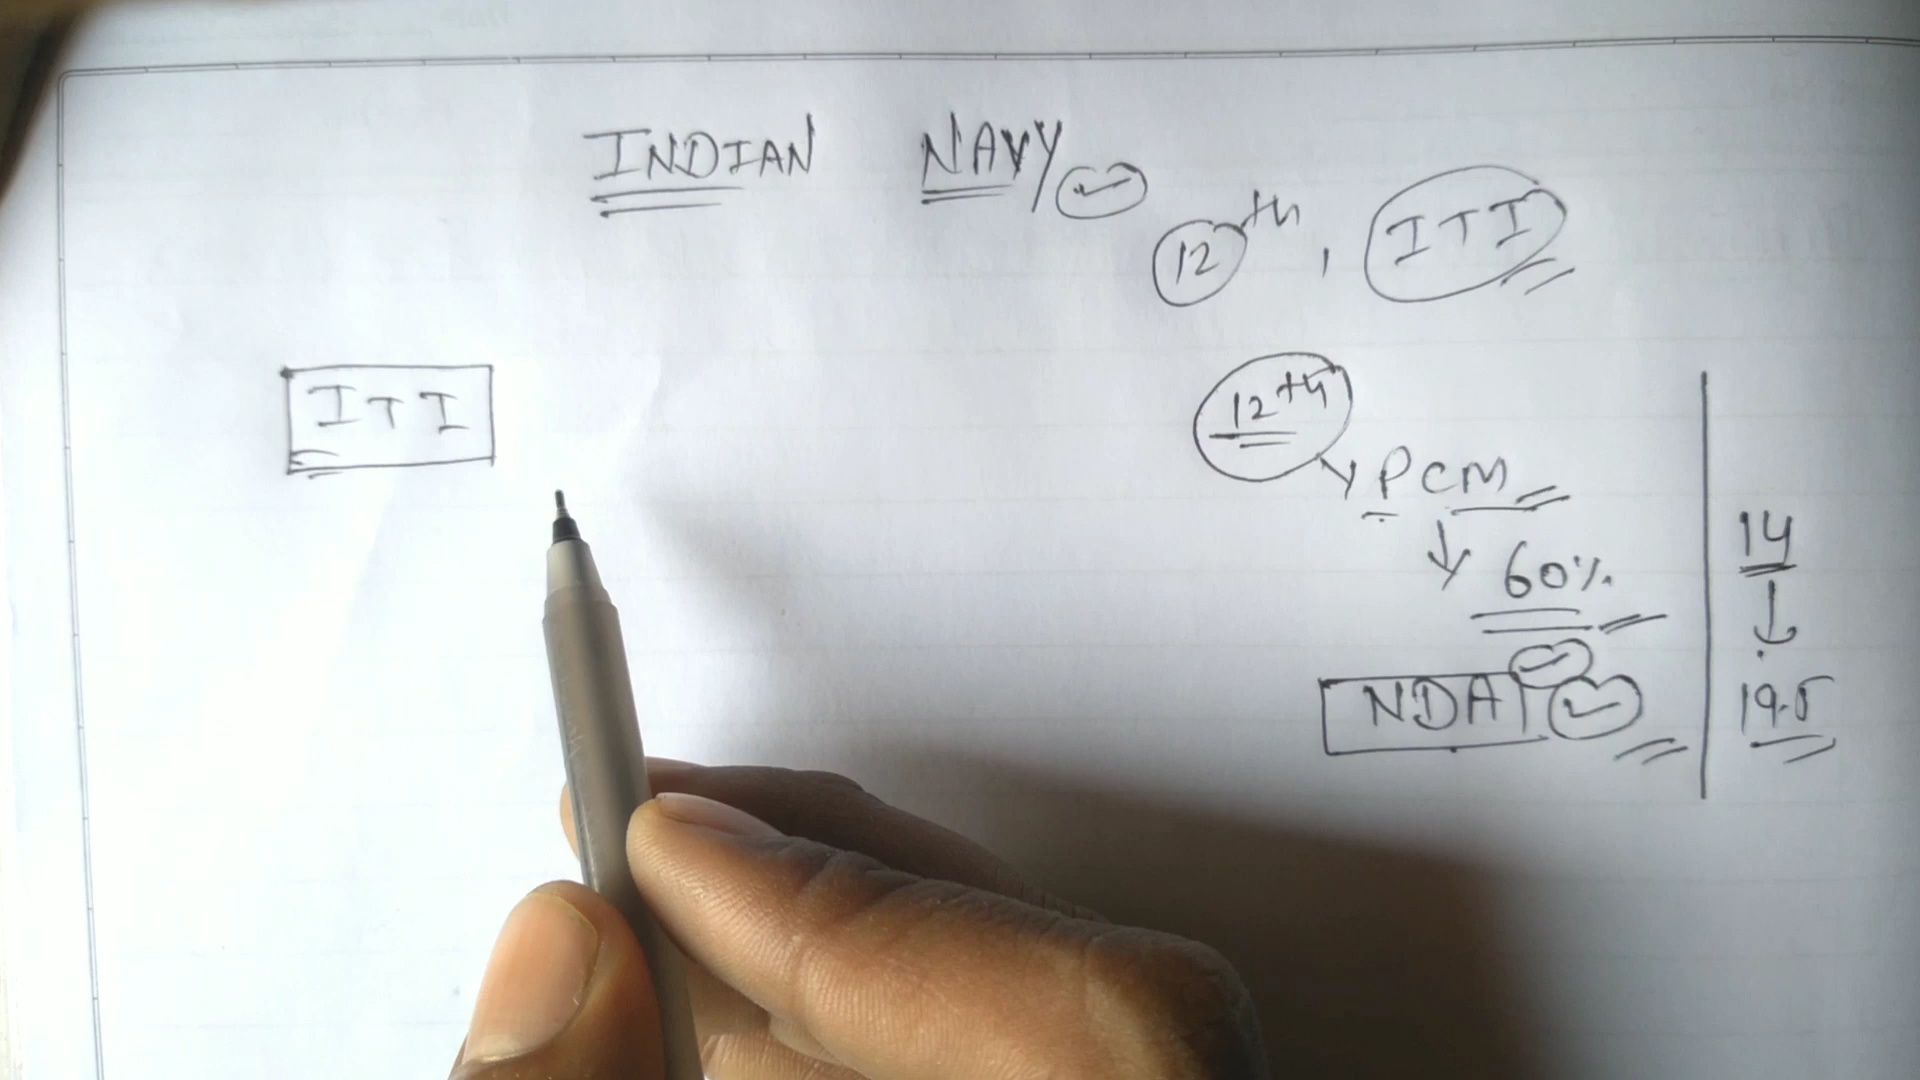 INDIAN NAVY
12th, ITI
ITI
12th
PCM
60%
NDA
14
19.5